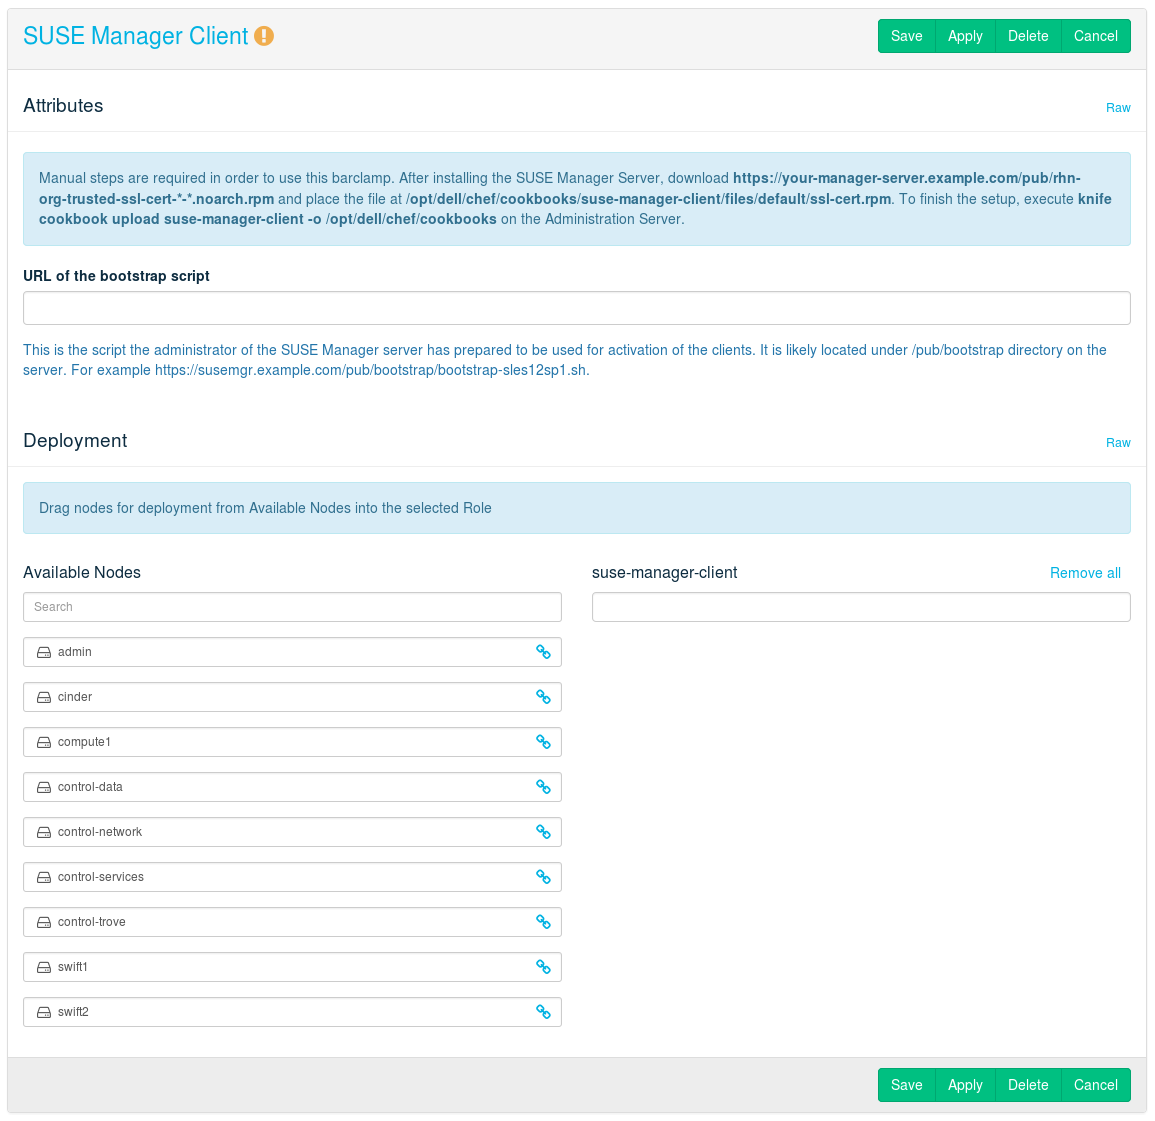 SUSE Manager Client
Save Apply Delete Cancel
Attributes
Raw
Manual steps are required in order to use this barclamp. After installing the SUSE Manager Server, download https://your-manager-server.example.com/pub/rhn-
org-trusted-ssl-cert-*-*.noarch.rpm and place the file at /opt/dell/chef/cookbooks/suse-manager-client/files/default/ssl-cert.rpm. To finish the setup, execute knife
cookbook upload suse-manager-client -o /opt/dell/chef/cookbooks on the Administration Server.
URL of the bootstrap script
This is the script the administrator of the SUSE Manager server has prepared to be used for activation of the clients. It is likely located under /pub/bootstrap directory on the
server. For example https://susemgr.example.com/pub/bootstrap/bootstrap-sles12sp1.sh.
Deployment
Raw
Drag nodes for deployment from Available Nodes into the selected Role
Available Nodes
Search
admin
cinder
compute1
control-data
control-network
control-services
control-trove
swift1
swift2
suse-manager-client
Remove all
Save Apply Delete Cancel